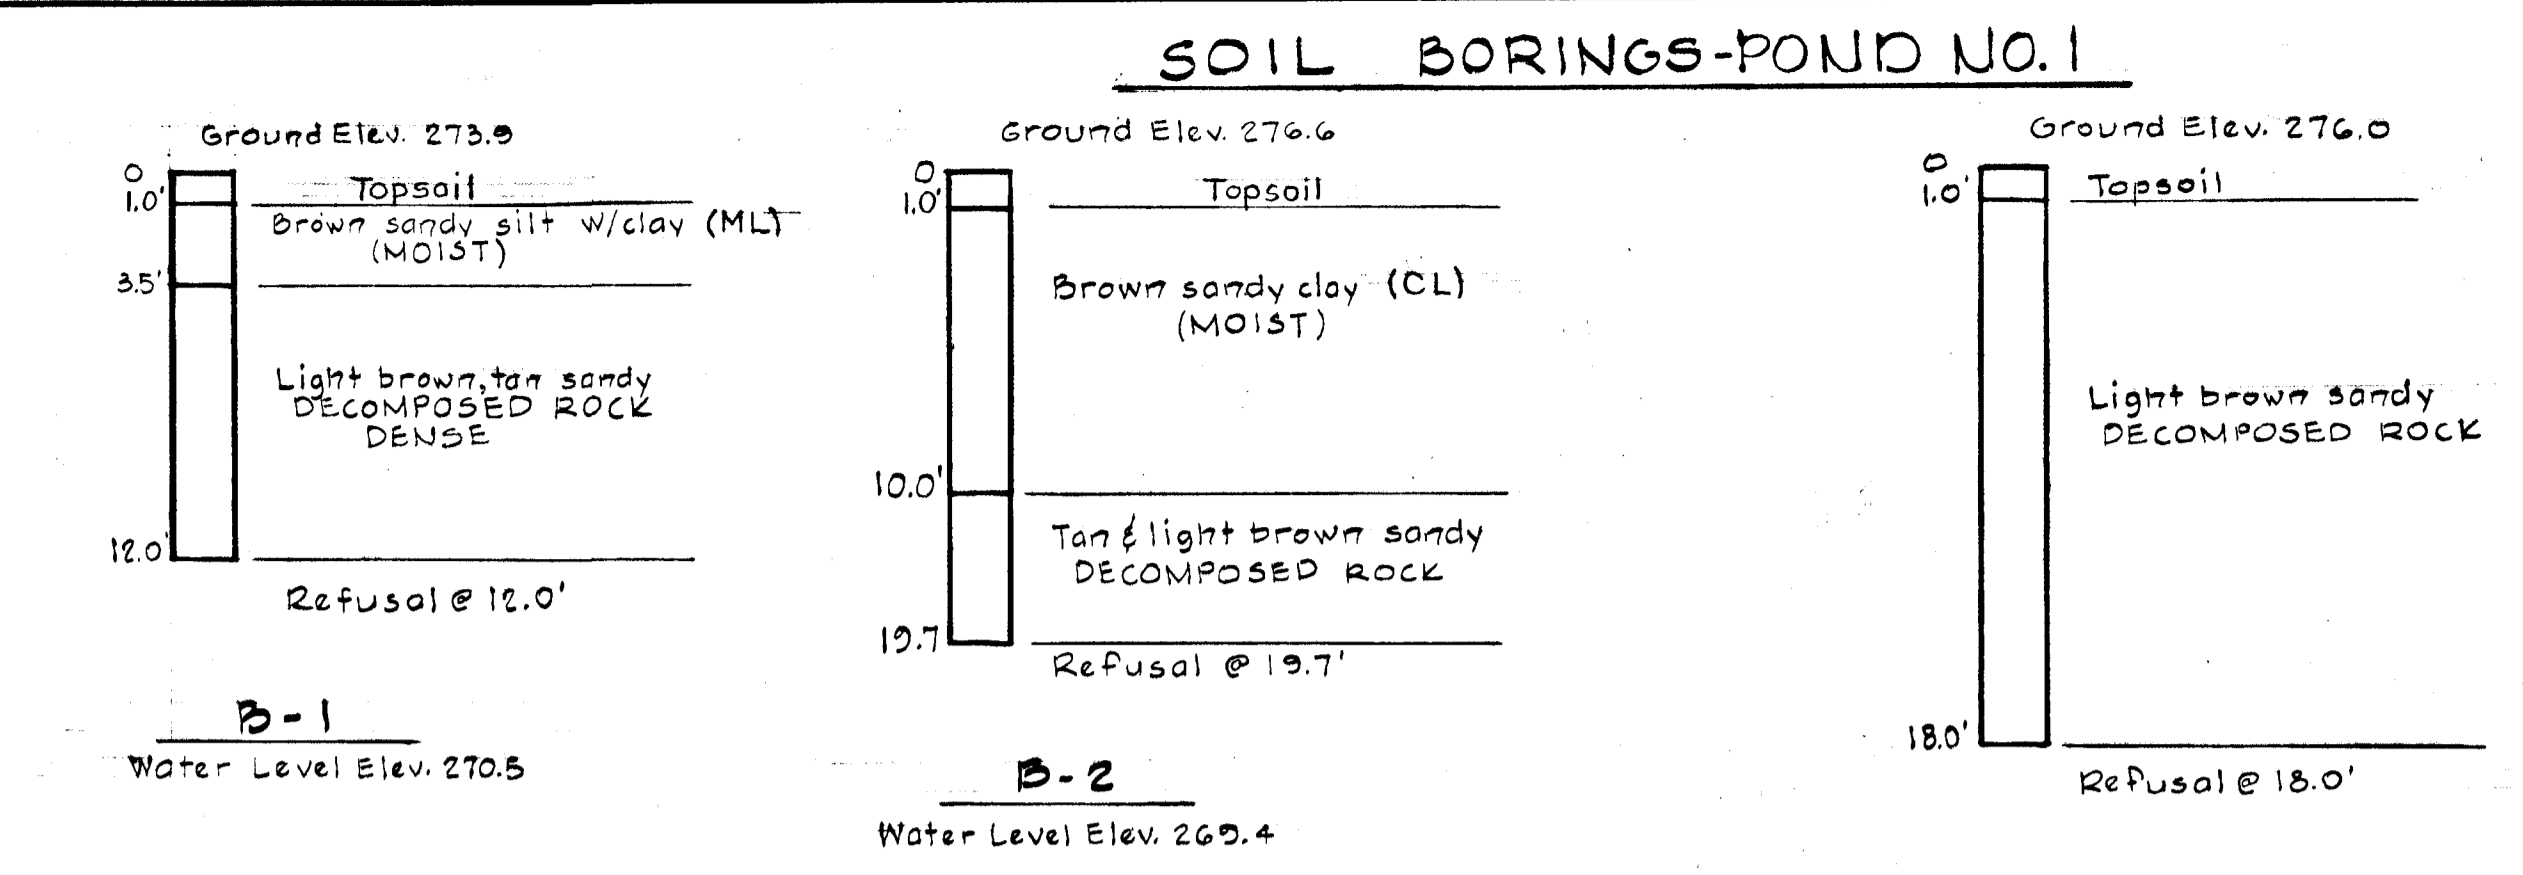 SOIL BORINGS-POND NO. 1
Ground Elev. 273.9
0
1.0'
Topsoil
Brown sandy silt w/clay (ML)
(MOIST)
3.5'
Light brown, tan sandy
DECOMPOSED ROCK
DENSE
12.0'
Refusal @ 12.0'
B-1
Water Level Elev. 270.5
Ground Elev. 276.6
0
1.0'
Topsoil
Brown sandy clay (CL)
(MOIST)
10.0'
Tan & light brown sandy
DECOMPOSED ROCK
19.7
Refusal @ 19.7'
B-2
Water Level Elev. 269.4
Ground Elev. 276.0
0
1.0'
Topsoil
Light brown sandy
DECOMPOSED ROCK
18.0'
Refusal @ 18.0'